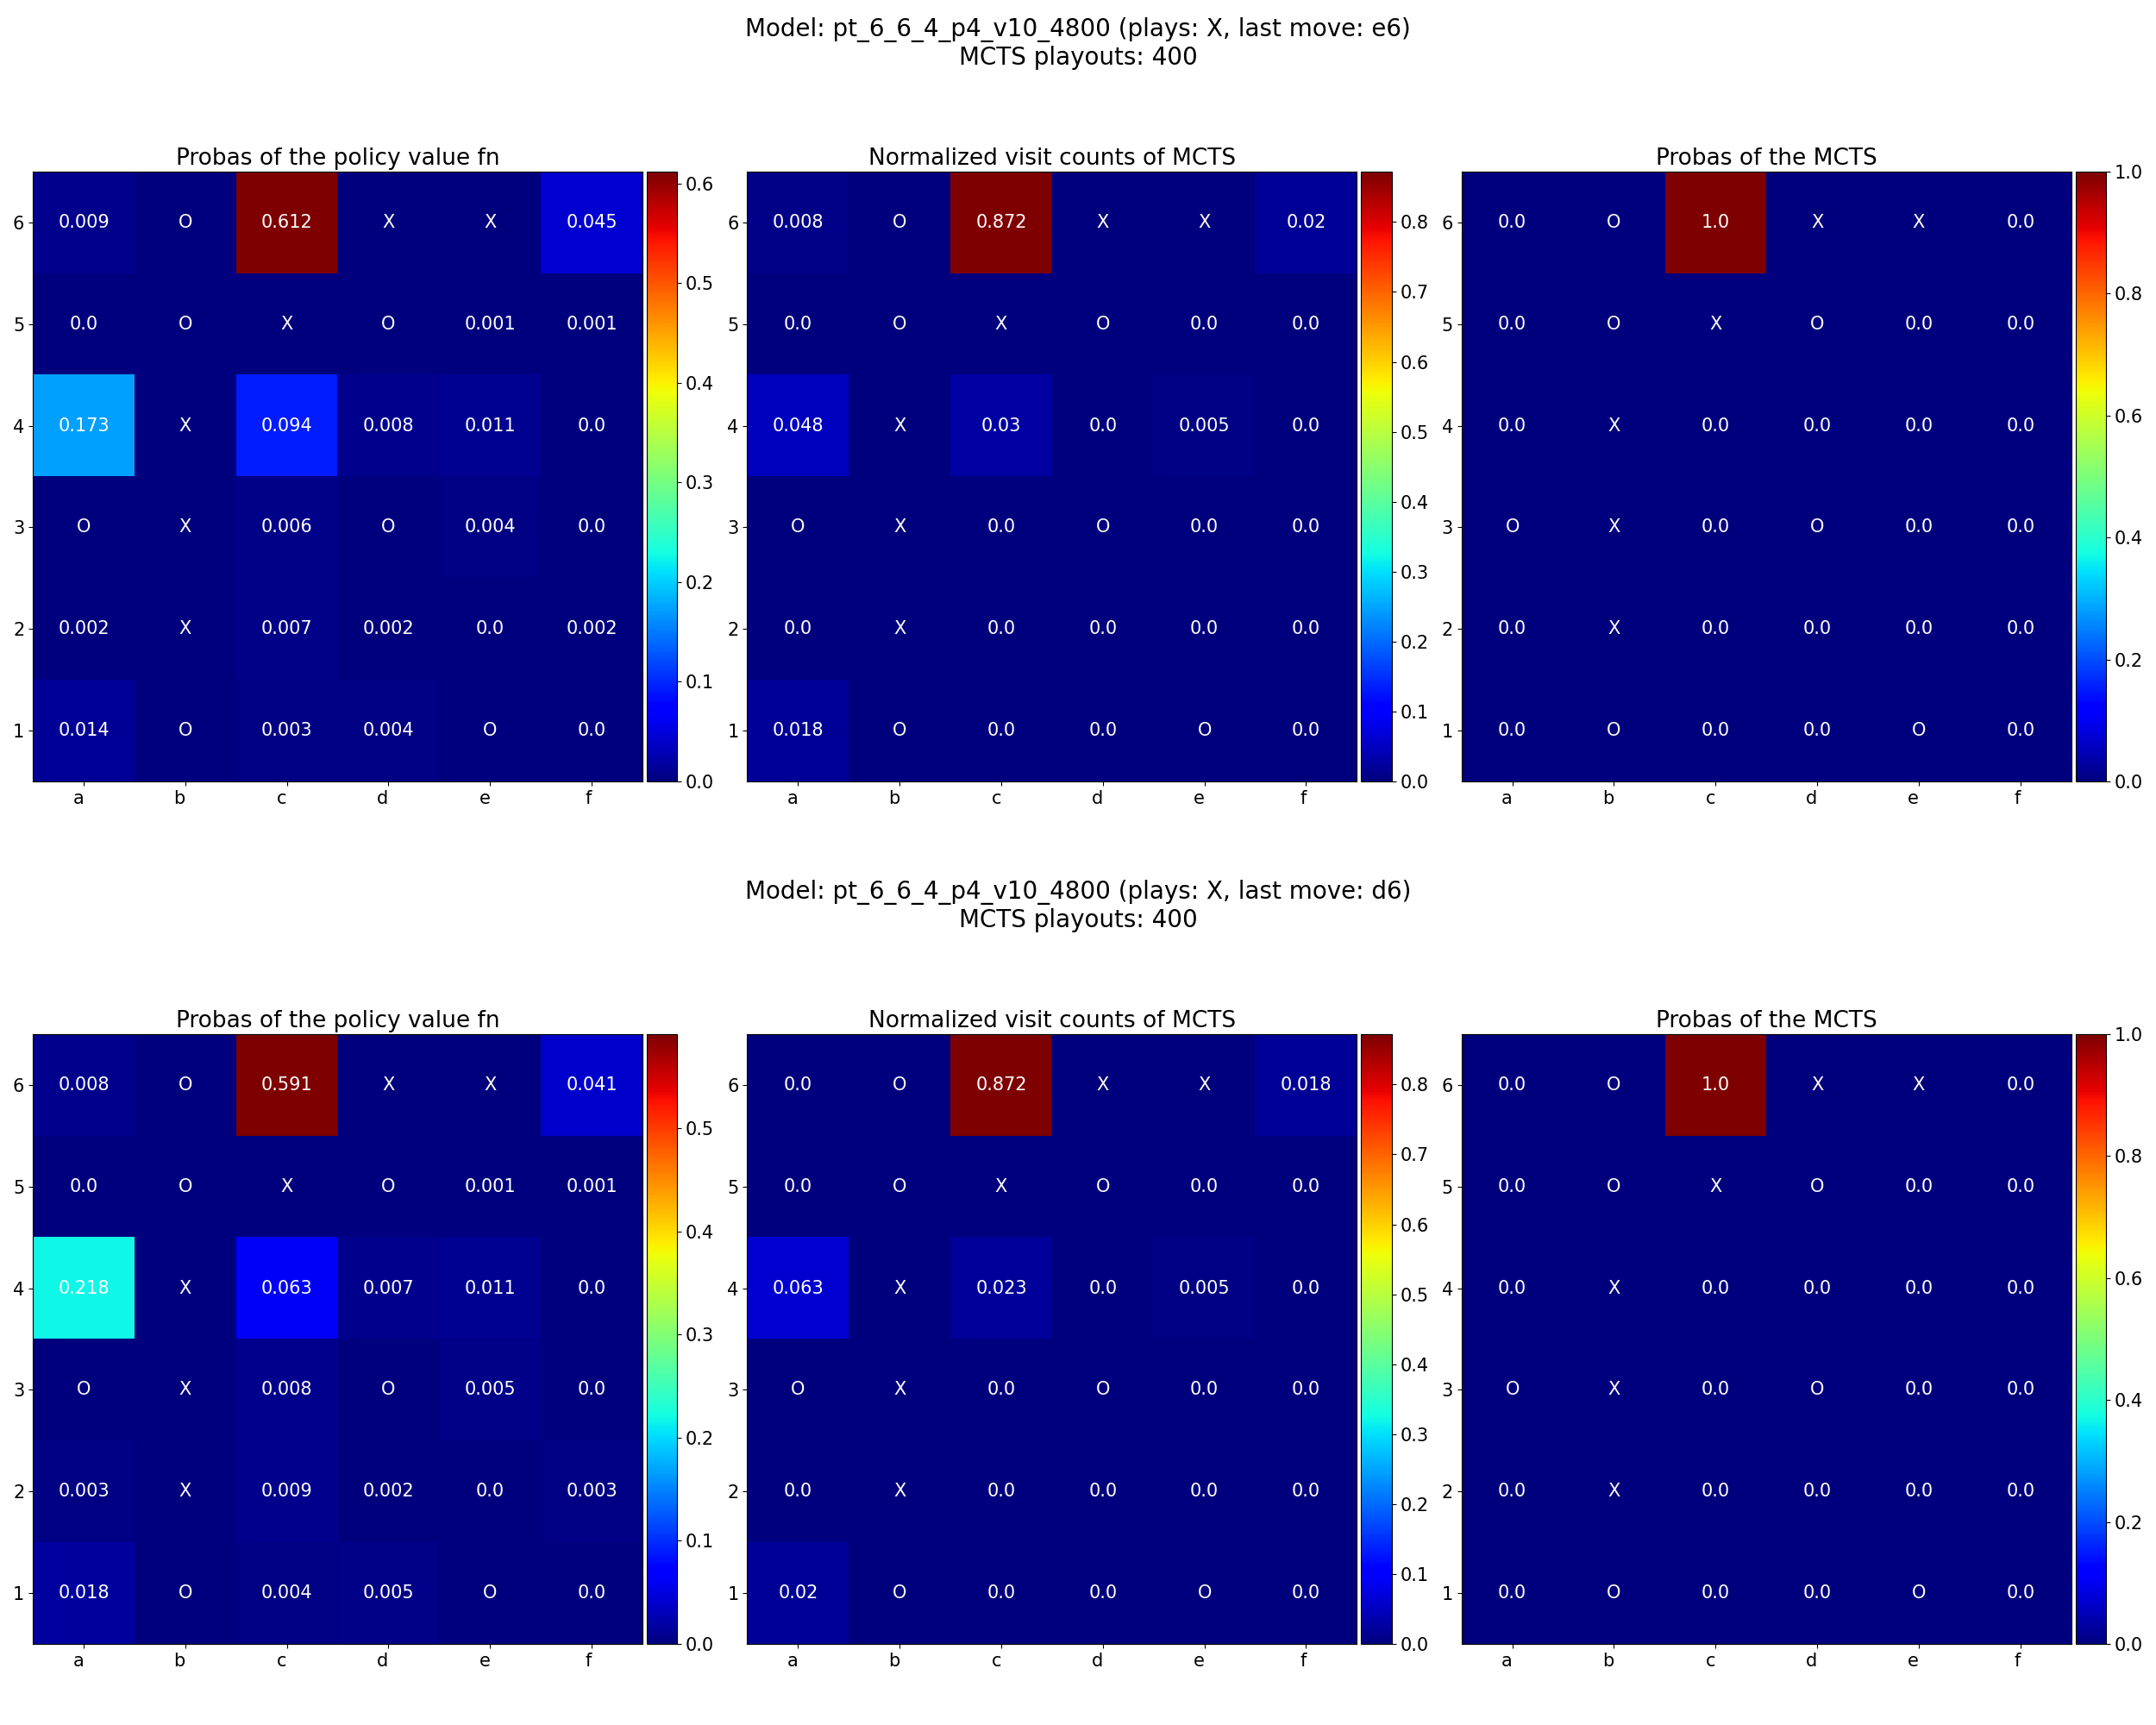 Model: pt_6_6_4_p4_v10_4800 (plays: X, last move: e6)
MCTS playouts: 400
Probas of the policy value fn
6 0.009 O 0.612 X X 0.045
5 0.0 O X O 0.001 0.001
4 0.173 X 0.094 0.008 0.011 0.0
3 O X 0.006 O 0.004 0.0
2 0.002 X 0.007 0.002 0.0 0.002
1 0.014 O 0.003 0.004 O 0.0
a b c d e f
0.6
0.5
0.4
0.3
0.2
0.1
0.0
Normalized visit counts of MCTS
6 0.008 O 0.872 X X 0.02
5 0.0 O X O 0.0 0.0
4 0.048 X 0.03 0.0 0.005 0.0
3 O X 0.0 O 0.0 0.0
2 0.0 X 0.0 0.0 0.0 0.0
1 0.018 O 0.0 0.0 O 0.0
a b c d e f
0.8
0.7
0.6
0.5
0.4
0.3
0.2
0.1
0.0
Probas of the MCTS
6 0.0 O 1.0 X X 0.0
5 0.0 O X O 0.0 0.0
4 0.0 X 0.0 0.0 0.0 0.0
3 O X 0.0 O 0.0 0.0
2 0.0 X 0.0 0.0 0.0 0.0
1 0.0 O 0.0 0.0 O 0.0
a b c d e f
1.0
0.8
0.6
0.4
0.2
0.0
Model: pt_6_6_4_p4_v10_4800 (plays: X, last move: d6)
MCTS playouts: 400
Probas of the policy value fn
6 0.008 O 0.591 X X 0.041
5 0.0 O X O 0.001 0.001
4 0.218 X 0.063 0.007 0.011 0.0
3 O X 0.008 O 0.005 0.0
2 0.003 X 0.009 0.002 0.0 0.003
1 0.018 O 0.004 0.005 O 0.0
a b c d e f
0.5
0.4
0.3
0.2
0.1
0.0
Normalized visit counts of MCTS
6 0.0 O 0.872 X X 0.018
5 0.0 O X O 0.0 0.0
4 0.063 X 0.023 0.0 0.005 0.0
3 O X 0.0 O 0.0 0.0
2 0.0 X 0.0 0.0 0.0 0.0
1 0.02 O 0.0 0.0 O 0.0
a b c d e f
0.8
0.7
0.6
0.5
0.4
0.3
0.2
0.1
0.0
Probas of the MCTS
6 0.0 O 1.0 X X 0.0
5 0.0 O X O 0.0 0.0
4 0.0 X 0.0 0.0 0.0 0.0
3 O X 0.0 O 0.0 0.0
2 0.0 X 0.0 0.0 0.0 0.0
1 0.0 O 0.0 0.0 O 0.0
a b c d e f
1.0
0.8
0.6
0.4
0.2
0.0